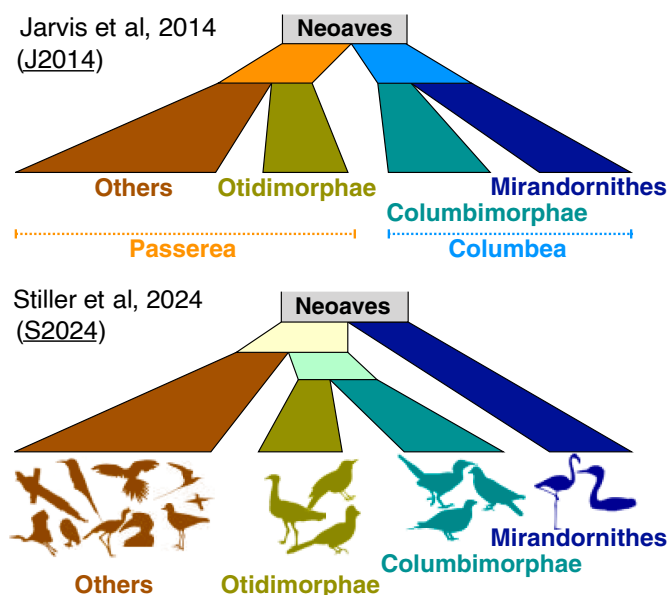 Jarvis et al, 2014
(J2014)
Neoaves
Others
Otidimorphae
Mirandornithes
Columbimorphae
Passerea
Columbea
Stiller et al, 2024
(S2024)
Neoaves
Mirandornithes
Columbimorphae
Others
Otidimorphae